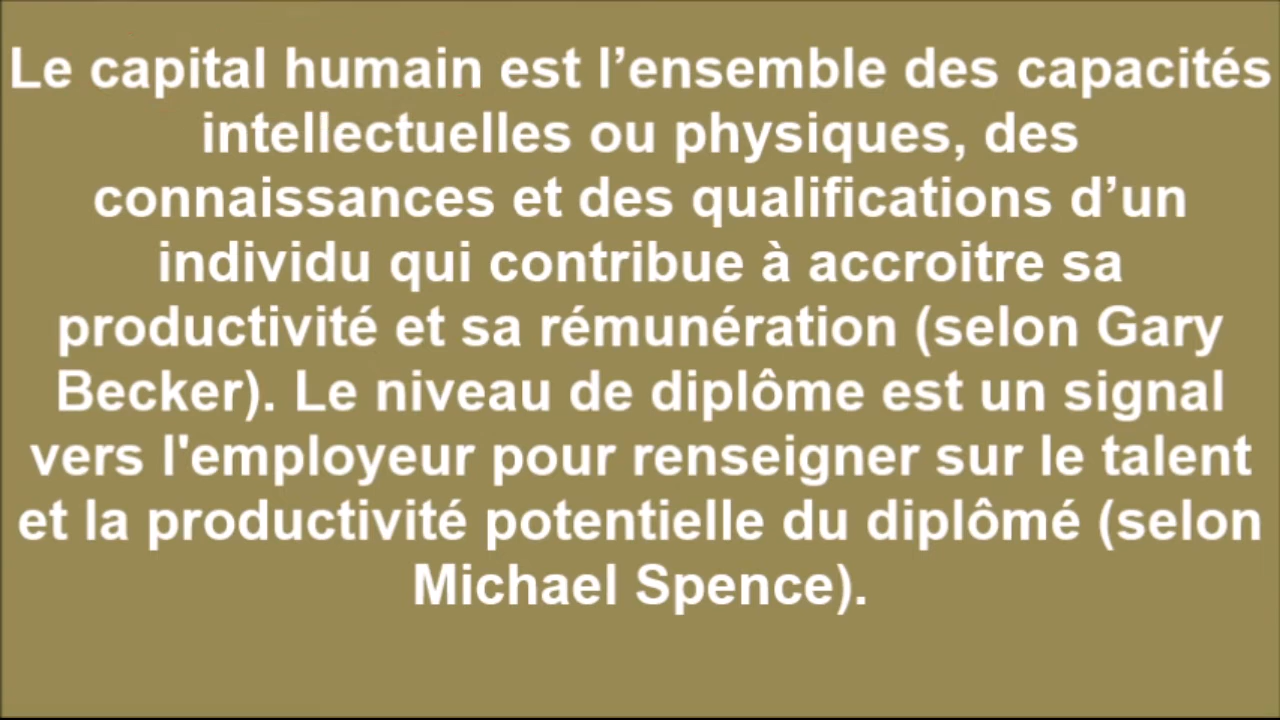 Le capital humain est l’ensemble des capacités
intellectuelles ou physiques, des
connaissances et des qualifications d’un
individu qui contribue à accroitre sa
productivité et sa rémunération (selon Gary
Becker). Le niveau de diplôme est un signal
vers l'employeur pour renseigner sur le talent
et la productivité potentielle du diplômé (selon
Michael Spence).